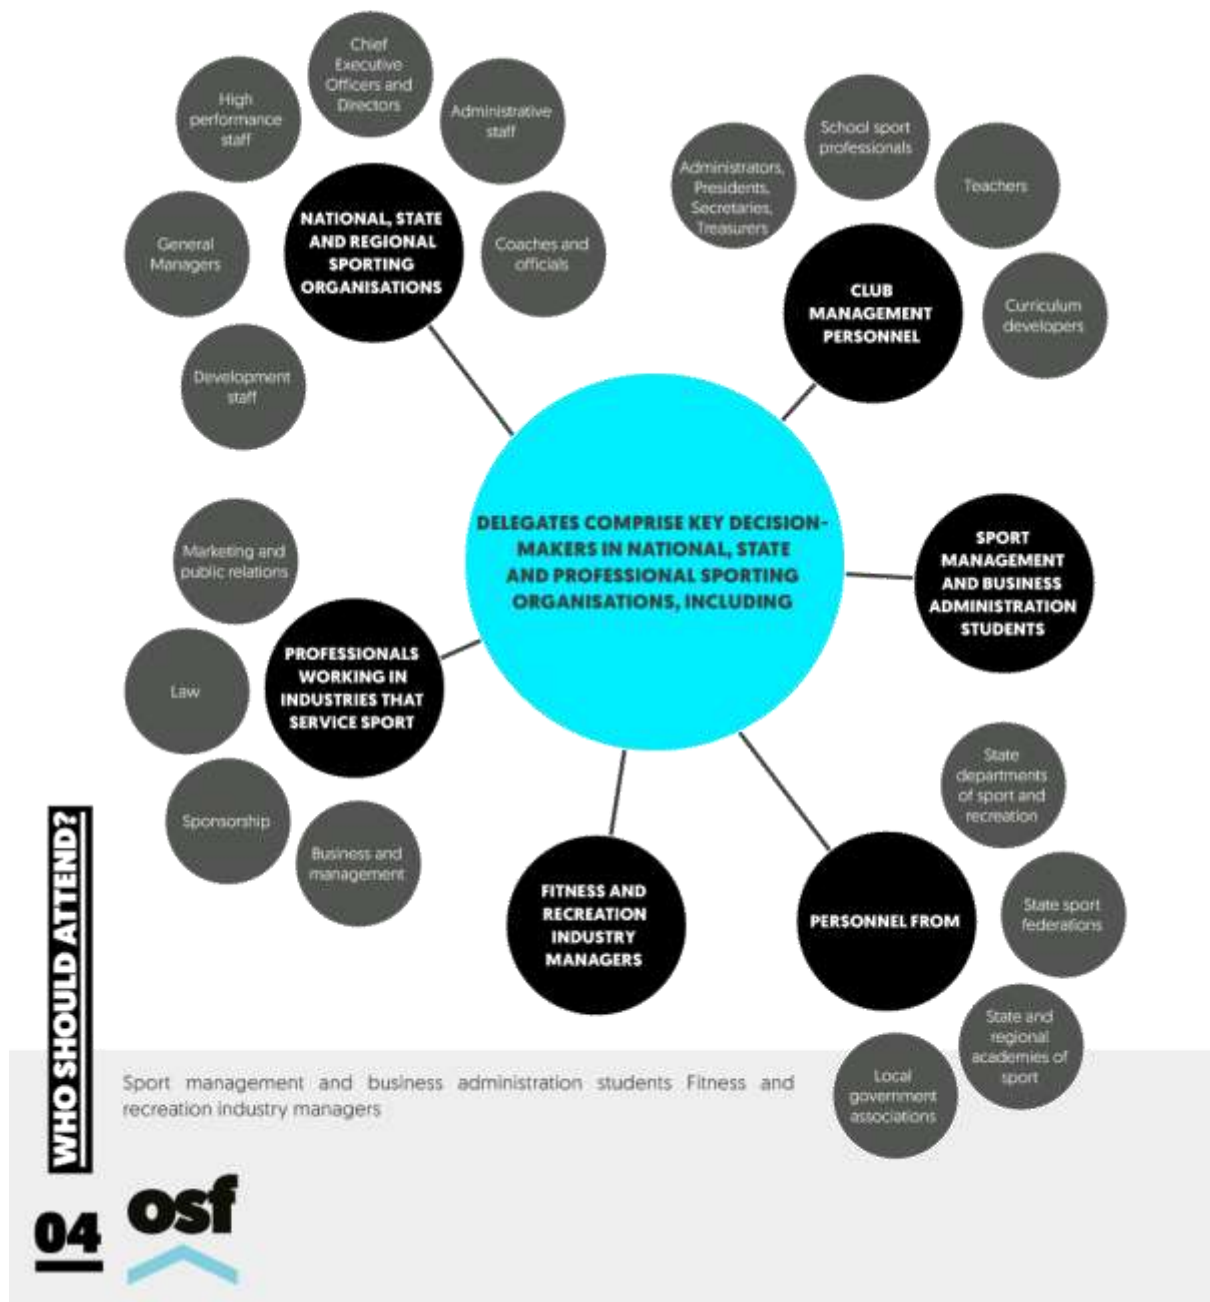 Chief
Executive
Officers and
Directors
High
performance
staff
Administrative
staff
General
Managers
NATIONAL, STATE
AND REGIONAL
SPORTING
ORGANISATIONS
Coaches and
officials
Development
staff
School sport
professionals
Administrators,
Presidents,
Secretaries,
Treasurers
Teachers
CLUB
MANAGEMENT
PERSONNEL
Curriculum
developers
DELEGATES COMPRISE KEY DECISION-
MAKERS IN NATIONAL, STATE
AND PROFESSIONAL SPORTING
ORGANISATIONS, INCLUDING
SPORT
MANAGEMENT
AND BUSINESS
ADMINISTRATION
STUDENTS
Marketing and
public relations
PROFESSIONALS
WORKING IN
INDUSTRIES THAT
SERVICE SPORT
Law
Sponsorship
Business and
management
FITNESS AND
RECREATION
INDUSTRY
MANAGERS
PERSONNEL FROM
State
departments
of sport and
recreation
State sport
federations
State and
regional
academies of
sport
Local
government
associations
WHO SHOULD ATTEND?
Sport management and business administration students Fitness and
recreation industry managers
04
osf